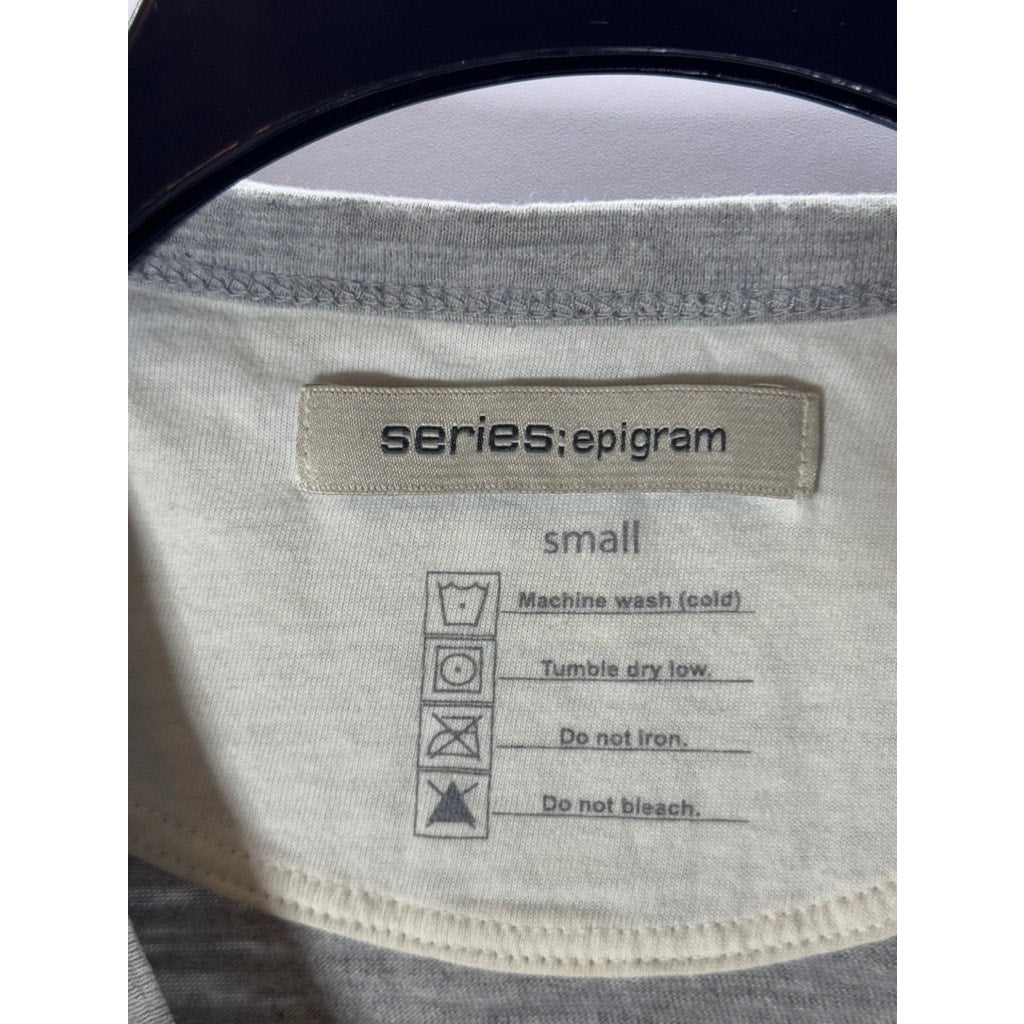 series;epigram
small
Machine wash (cold)
Tumble dry low.
Do not iron.
Do not bleach.